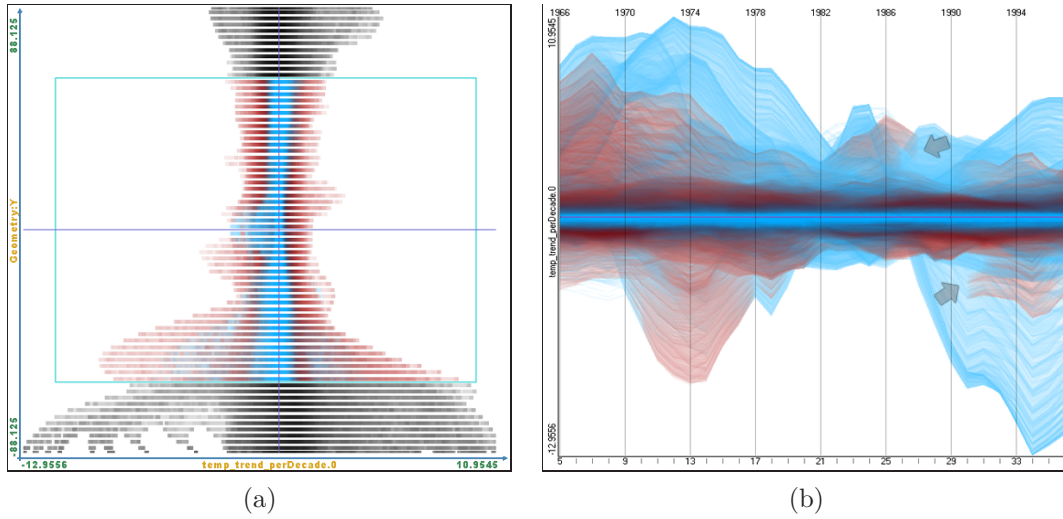 88.125
Geometry:Y
-88.125
-12.9556
temp_trend_perDecade.0
10.9545
(a)
1966 1970 1974 1978 1982 1986 1990 1994
10.9545
temp_trend_perDecade.0
-12.9556
5 9 13 17 21 25 29 33
(b)